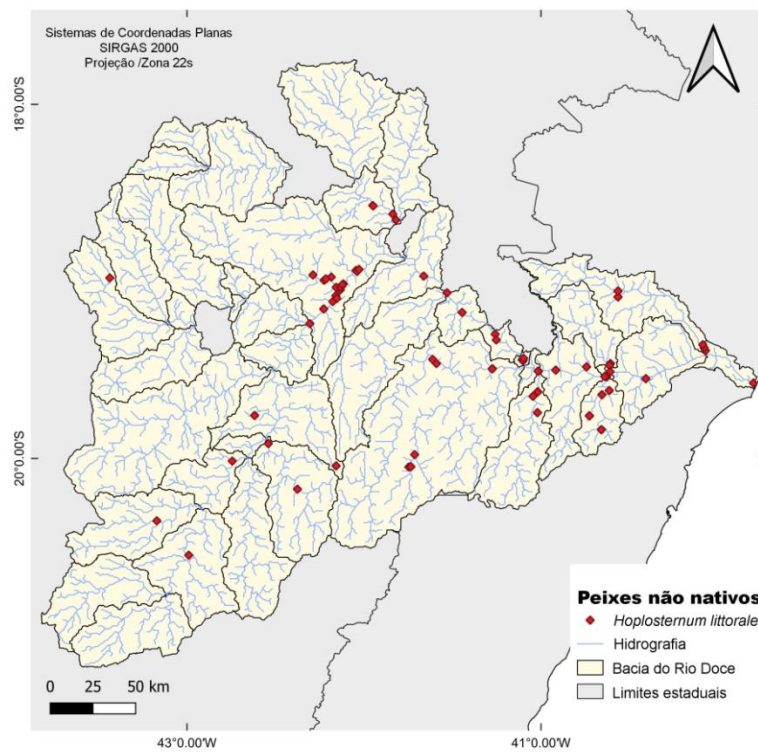 Sistemas de Coordenadas Planas
SIRGAS 2000
Projeção /Zona 22s
18°0.00'S
20°0.00'S
Peixes não nativos
Hoplosternum littorale
Hidrografia
Bacia do Rio Doce
Limites estaduais
0 25 50 km
43°0.00'W
41°0.00'W